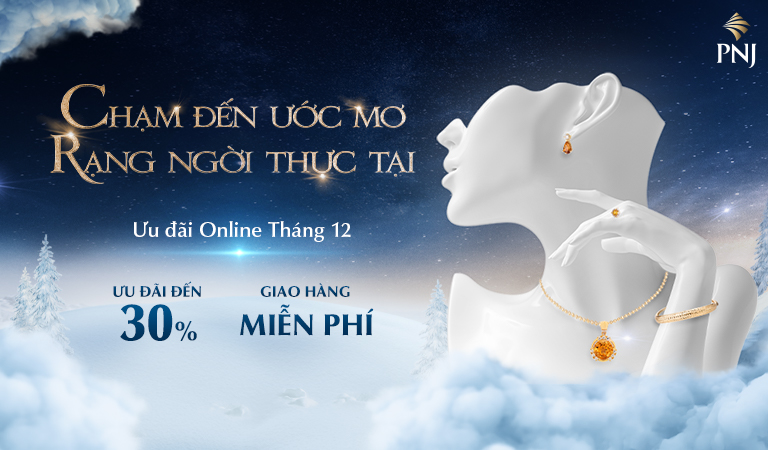 PNJ
CHẠM ĐẾN ƯỚC MƠ
RẠNG NGỜI THỰC TẠI
Ưu đãi Online Tháng 12
ƯU ĐÃI ĐẾN
30%
GIAO HÀNG
MIỄN PHÍ